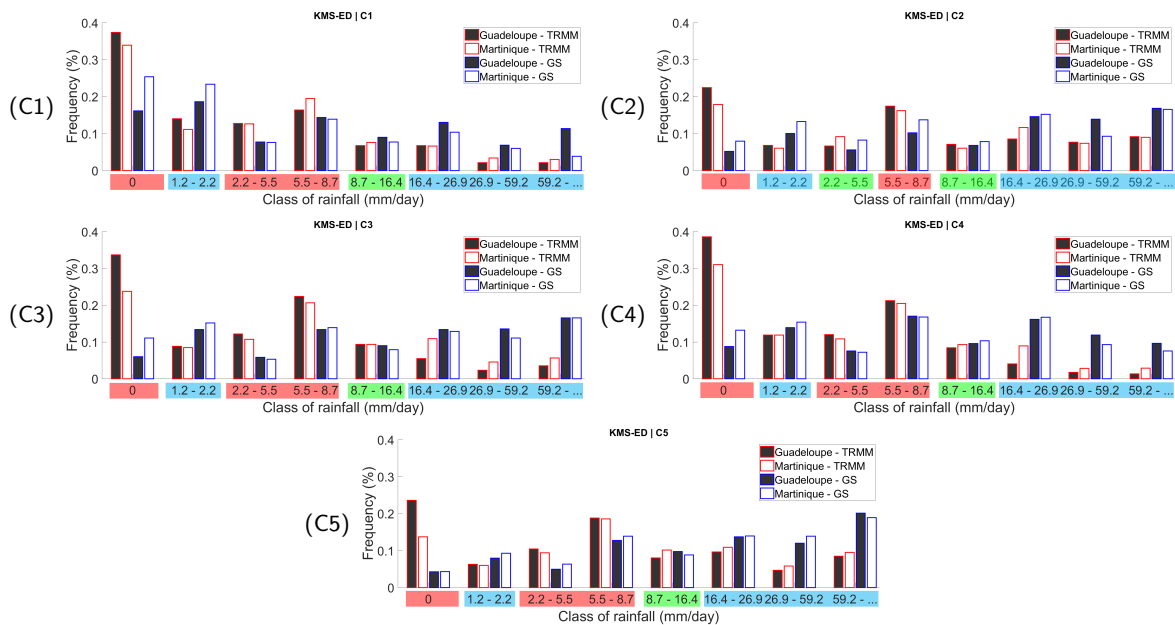 KMS-ED | C1
(C1)
Frequency (%)
0.4
0.3
0.2
0.1
0
Guadeloupe - TRMM
Martinique - TRMM
Guadeloupe - GS
Martinique - GS
0 1.2 - 2.2 2.2 - 5.5 5.5 - 8.7 8.7 - 16.4 16.4 - 26.9 26.9 - 59.2 59.2 - ...
Class of rainfall (mm/day)
KMS-ED | C2
(C2)
Frequency (%)
0.4
0.3
0.2
0.1
0
Guadeloupe - TRMM
Martinique - TRMM
Guadeloupe - GS
Martinique - GS
0 1.2 - 2.2 2.2 - 5.5 5.5 - 8.7 8.7 - 16.4 16.4 - 26.9 26.9 - 59.2 59.2 - ...
Class of rainfall (mm/day)
KMS-ED | C3
(C3)
Frequency (%)
0.4
0.3
0.2
0.1
0
Guadeloupe - TRMM
Martinique - TRMM
Guadeloupe - GS
Martinique - GS
0 1.2 - 2.2 2.2 - 5.5 5.5 - 8.7 8.7 - 16.4 16.4 - 26.9 26.9 - 59.2 59.2 - ...
Class of rainfall (mm/day)
KMS-ED | C4
(C4)
Frequency (%)
0.4
0.3
0.2
0.1
0
Guadeloupe - TRMM
Martinique - TRMM
Guadeloupe - GS
Martinique - GS
0 1.2 - 2.2 2.2 - 5.5 5.5 - 8.7 8.7 - 16.4 16.4 - 26.9 26.9 - 59.2 59.2 - ...
Class of rainfall (mm/day)
KMS-ED | C5
(C5)
Frequency (%)
0.4
0.3
0.2
0.1
0
Guadeloupe - TRMM
Martinique - TRMM
Guadeloupe - GS
Martinique - GS
0 1.2 - 2.2 2.2 - 5.5 5.5 - 8.7 8.7 - 16.4 16.4 - 26.9 26.9 - 59.2 59.2 - ...
Class of rainfall (mm/day)